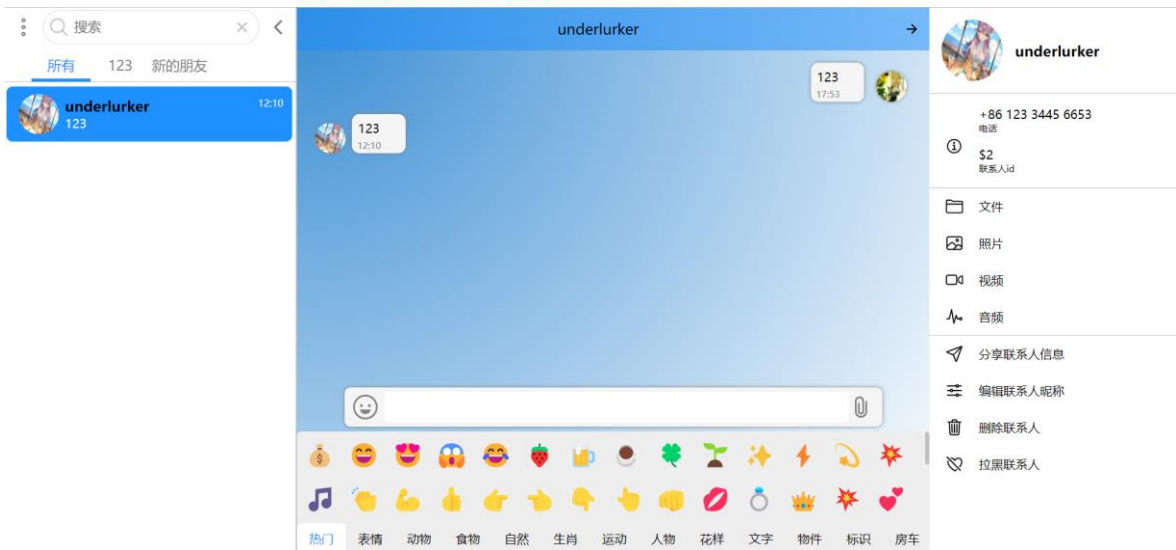 搜索
所有 123 新的朋友
underlurker 12:10
123
underlurker
123
17:53
123
12:10
热门 表情 动物 食物 自然 生肖 运动 人物 花样 文字 物件 标识 房车
underlurker
+86 123 3445 6653
电话
$2
联系人id
文件
照片
视频
音频
分享联系人信息
编辑联系人昵称
删除联系人
拉黑联系人